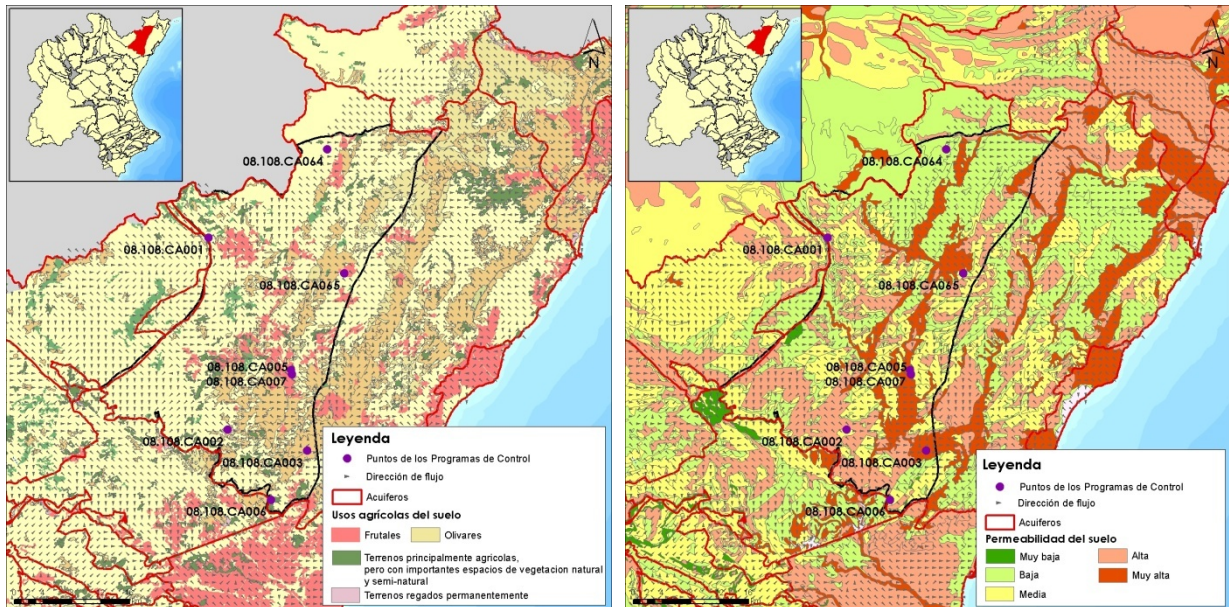 N
08.108.CA064
08.108.CA001
08.108.CA065
08.108.CA005
08.108.CA007
08.108.CA002
08.108.CA003
08.108.CA006
Leyenda
Puntos de los Programas de Control
Dirección de flujo
Acuiferos
Usos agrícolas del suelo
Frutales
Olivares
Terrenos principalmente agricolas,
pero con importantes espacios de vegetacion natural
y semi-natural
Terrenos regados permanentemente
N
08.108.CA064
08.108.CA001
08.108.CA065
08.108.CA005
08.108.CA007
08.108.CA002
08.108.CA003
08.108.CA006
Leyenda
Puntos de los Programas de Control
Dirección de flujo
Acuiferos
Permeabilidad del suelo
Muy baja
Alta
Baja
Muy alta
Media